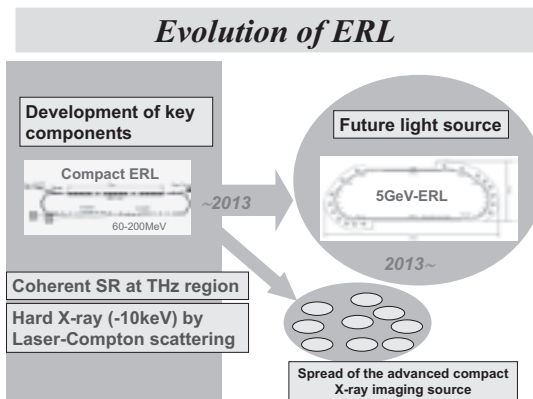 Evolution of ERL
Development of key
components
Compact ERL
60-200MeV
~2013
Future light source
5GeV-ERL
2013~
Coherent SR at THz region
Hard X-ray (-10keV) by
Laser-Compton scattering
Spread of the advanced compact
X-ray imaging source